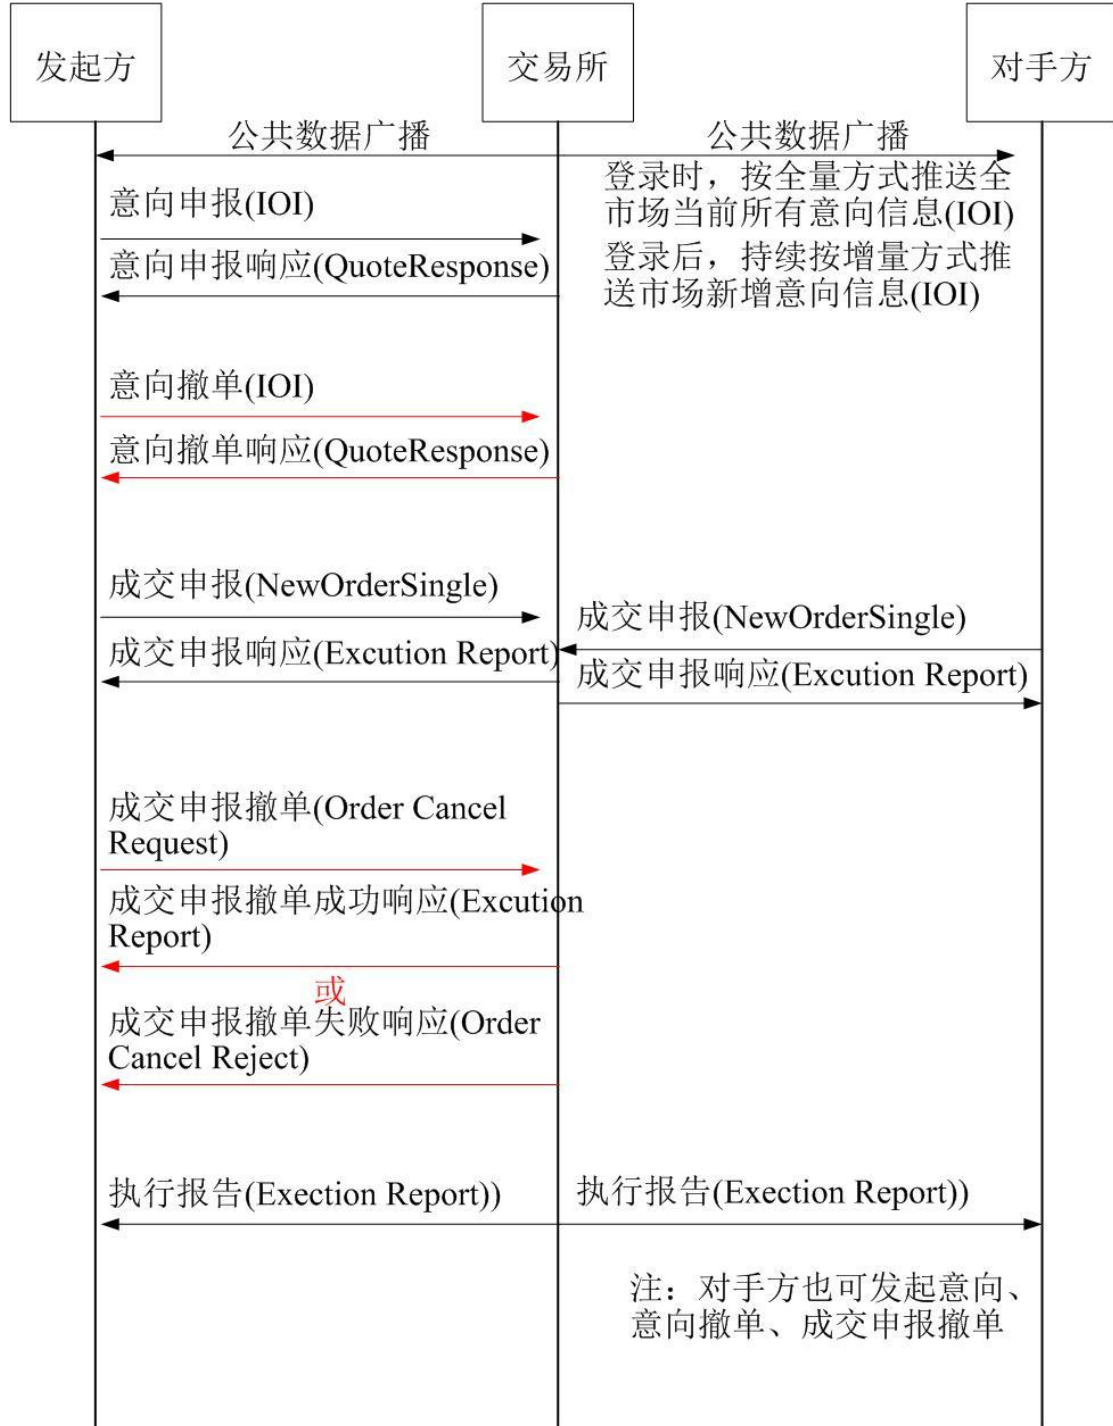 发起方
交易所
对手方
公共数据广播
公共数据广播
意向申报(IOI)
登录时，按全量方式推送全
市场当前所有意向信息(IOI)
意向申报响应(QuoteResponse)
登录后，持续按增量方式推
送市场新增意向信息(IOI)
意向撤单(IOI)
意向撤单响应(QuoteResponse)
成交申报(NewOrderSingle)
成交申报(NewOrderSingle)
成交申报响应(Excution Report)
成交申报响应(Excution Report)
成交申报撤单(Order Cancel
Request)
成交申报撤单成功响应(Excution
Report)
或
成交申报撤单失败响应(Order
Cancel Reject)
执行报告(Exection Report))
执行报告(Exection Report))
注：对手方也可发起意向、
意向撤单、成交申报撤单